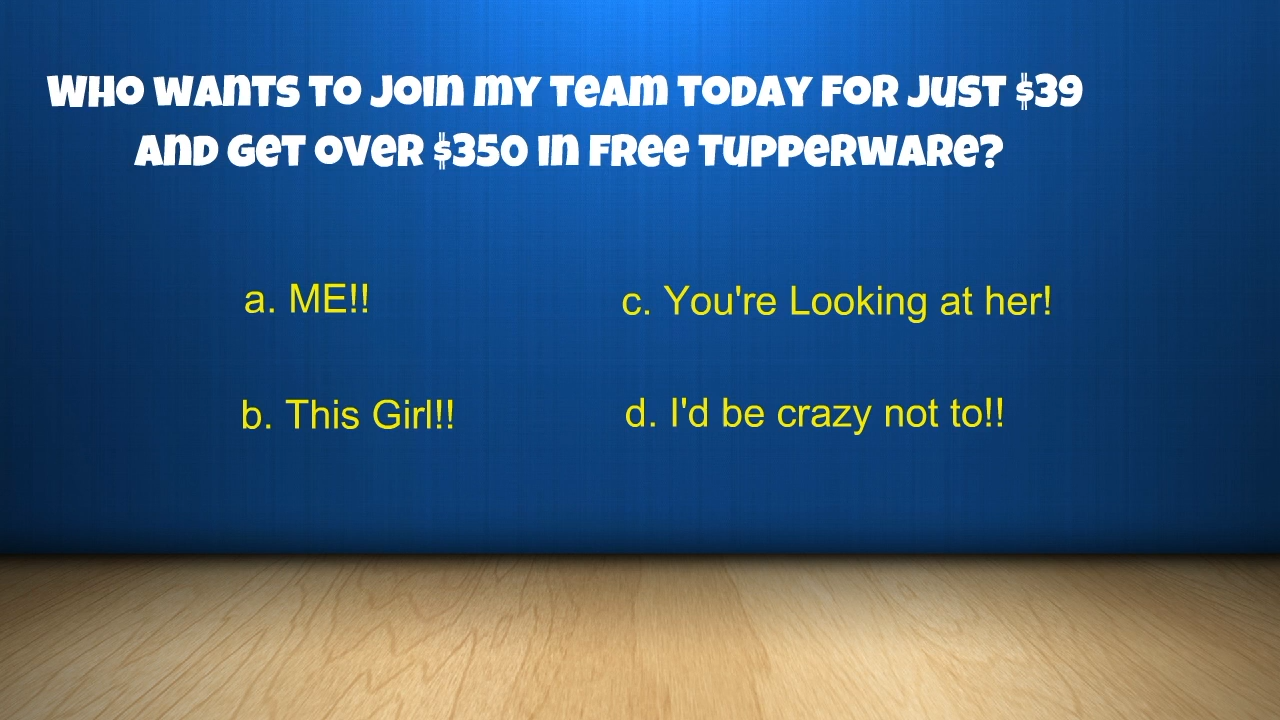 WHO WANTS TO JOIN MY TEAM TODAY FOR JUST $39
AND GET OVER $350 IN FREE TUPPERWARE?
a. ME!!
b. This Girl!!
c. You're Looking at her!
d. I'd be crazy not to!!